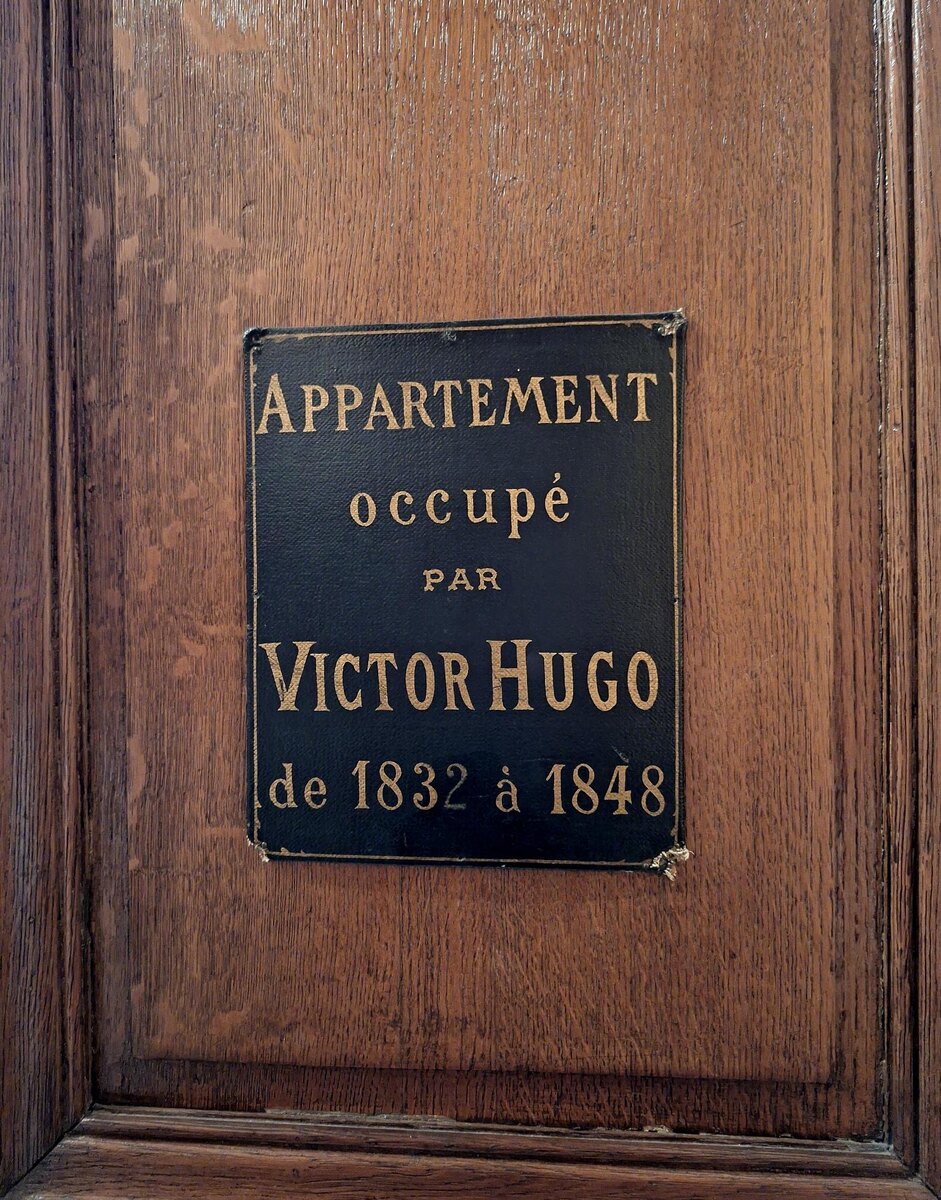 APPARTEMENT
occupé
PAR
VICTOR HUGO
de 1832 à 1848